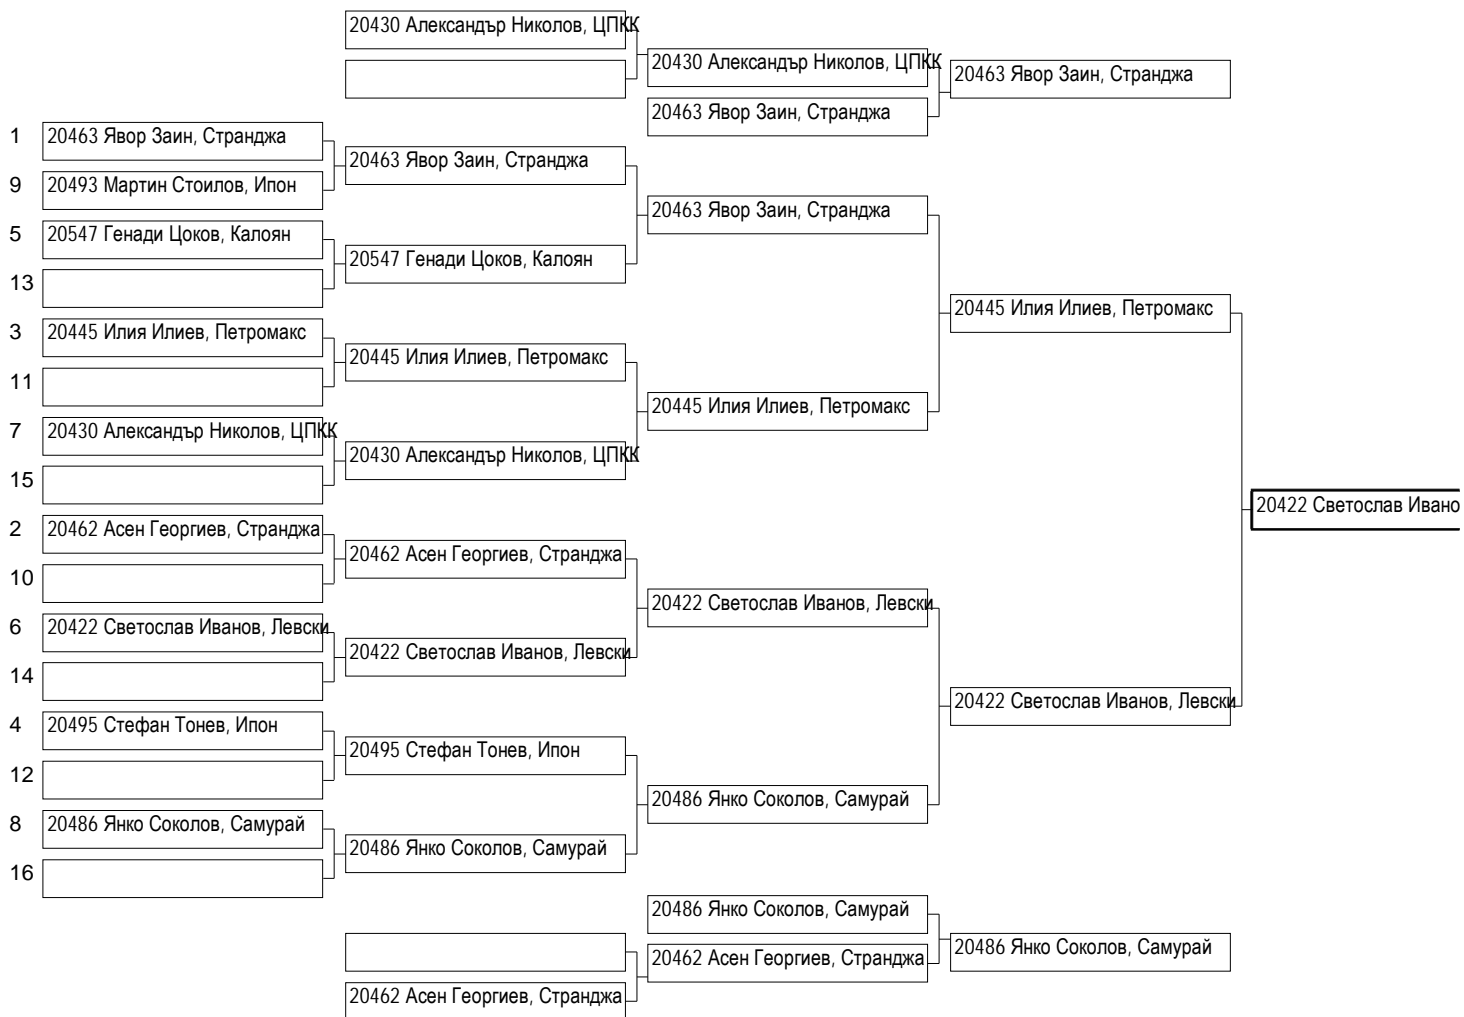 20430 Александър Николов, ЦПКК
20430 Александър Николов, ЦПКК
20463 Явор Заин, Странджа
20463 Явор Заин, Странджа
1 20463 Явор Заин, Странджа
20463 Явор Заин, Странджа
9 20493 Мартин Стоилов, Ипон
20463 Явор Заин, Странджа
5 20547 Генади Цоков, Калоян
20547 Генади Цоков, Калоян
13
20445 Илия Илиев, Петромакс
3 20445 Илия Илиев, Петромакс
20445 Илия Илиев, Петромакс
11
20445 Илия Илиев, Петромакс
7 20430 Александър Николов, ЦПКК
20430 Александър Николов, ЦПКК
15
20422 Светослав Ивано
2 20462 Асен Георгиев, Странджа
20462 Асен Георгиев, Странджа
10
20422 Светослав Иванов, Левски
6 20422 Светослав Иванов, Левски
20422 Светослав Иванов, Левски
14
20422 Светослав Иванов, Левски
4 20495 Стефан Тонев, Ипон
20495 Стефан Тонев, Ипон
12
20486 Янко Соколов, Самурай
8 20486 Янко Соколов, Самурай
20486 Янко Соколов, Самурай
16
20486 Янко Соколов, Самурай
20486 Янко Соколов, Самурай
20462 Асен Георгиев, Странджа
20462 Асен Георгиев, Странджа